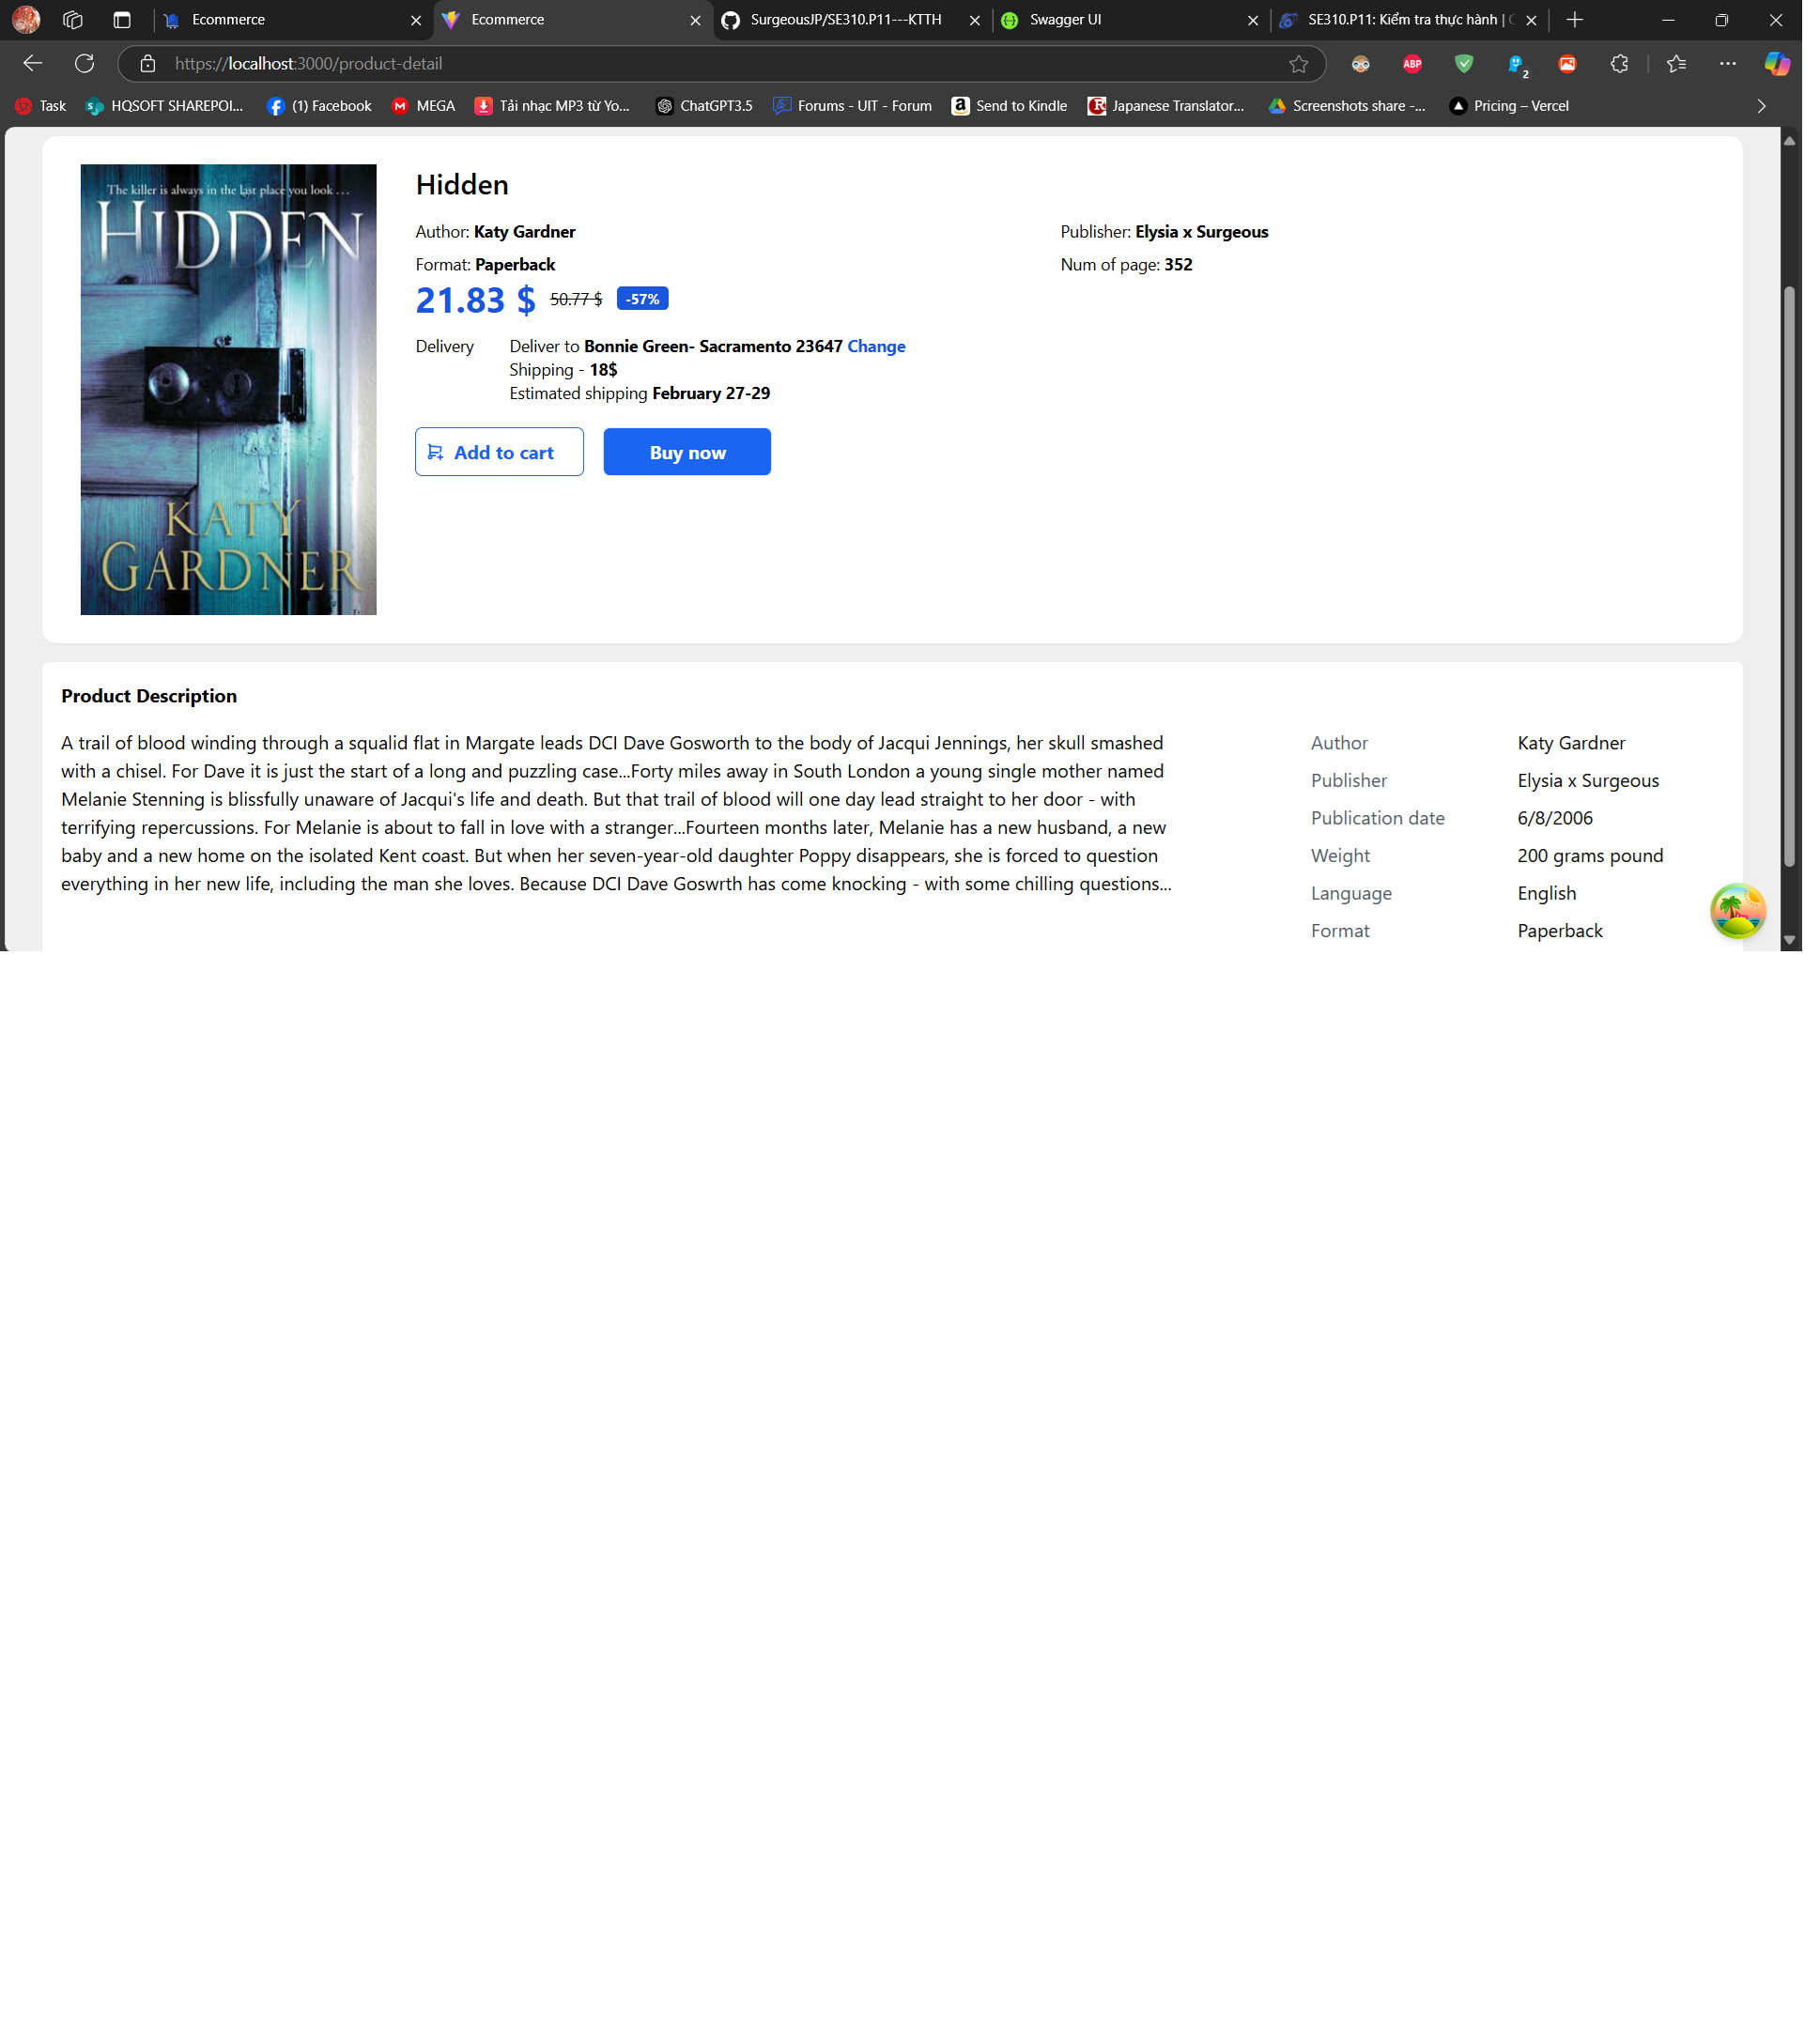 Ecommerce
Ecommerce
SurgeousJP/SE310.P11---KTTH
Swagger UI
SE310.P11: Kiểm tra thực hành |
https://localhost:3000/product-detail
ABP
2
Task
HQSOFT SHAREPOI...
(1) Facebook
MEGA
Tải nhạc MP3 từ Yo...
ChatGPT3.5
Forums - UIT - Forum
Send to Kindle
Japanese Translator...
Screenshots share -...
Pricing – Vercel
The killer is always in the last place you look . . .
HIDDEN
KATY
GARDNER
Hidden
Author: Katy Gardner
Publisher: Elysia x Surgeous
Format: Paperback
Num of page: 352
21.83 $ 50.77 $ -57%
Delivery
Deliver to Bonnie Green- Sacramento 23647 Change
Shipping - 18$
Estimated shipping February 27-29
Add to cart
Buy now
Product Description
A trail of blood winding through a squalid flat in Margate leads DCI Dave Gosworth to the body of Jacqui Jennings, her skull smashed
with a chisel. For Dave it is just the start of a long and puzzling case...Forty miles away in South London a young single mother named
Melanie Stenning is blissfully unaware of Jacqui's life and death. But that trail of blood will one day lead straight to her door - with
terrifying repercussions. For Melanie is about to fall in love with a stranger...Fourteen months later, Melanie has a new husband, a new
baby and a new home on the isolated Kent coast. But when her seven-year-old daughter Poppy disappears, she is forced to question
everything in her new life, including the man she loves. Because DCI Dave Goswrth has come knocking - with some chilling questions...
Author Katy Gardner
Publisher Elysia x Surgeous
Publication date 6/8/2006
Weight 200 grams pound
Language English
Format Paperback